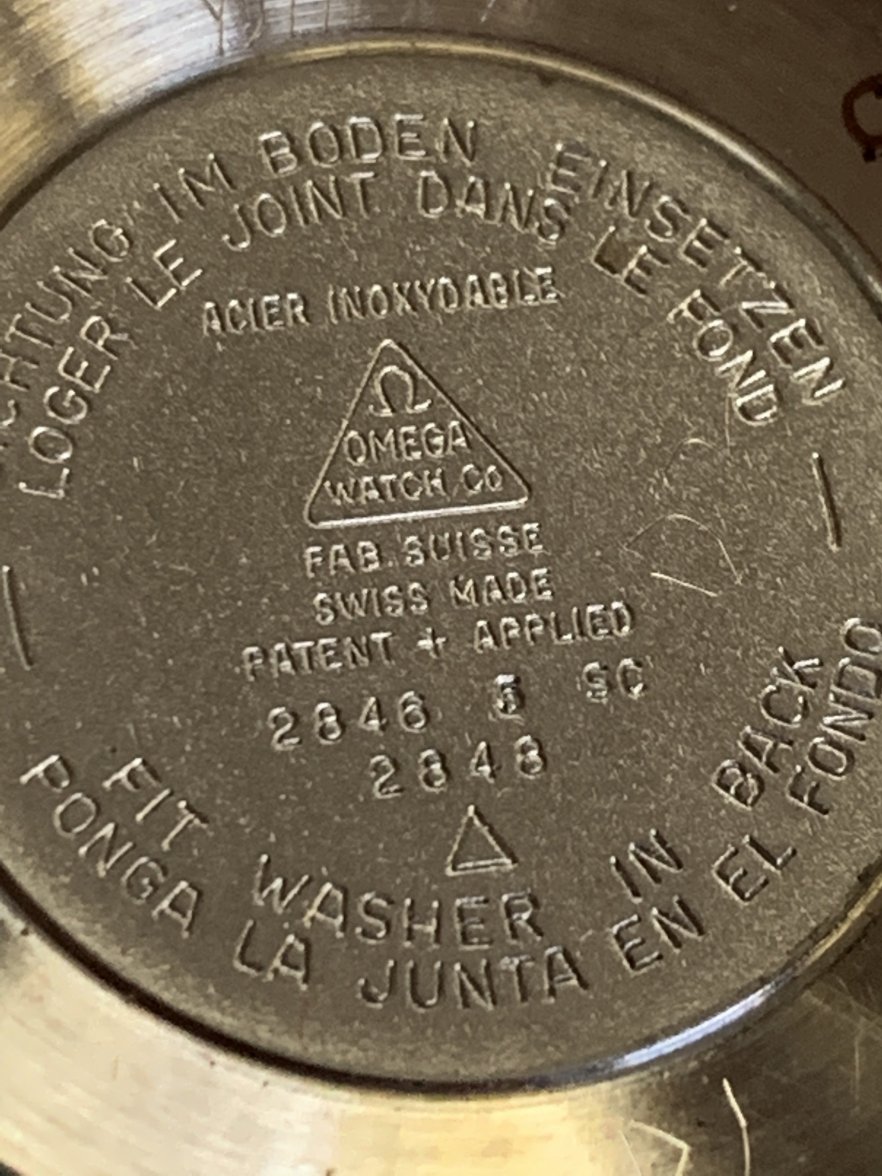 DICHTUNG IM BODEN EINSETZEN
LOGER LE JOINT DANS LE FOND
ACIER INOXYDABLE
Ω
OMEGA
WATCH Co
FAB. SUISSE
SWISS MADE
PATENT + APPLIED
2846 5 SC
2848
FIT WASHER IN BACK
PONGA LA JUNTA EN EL FONDO